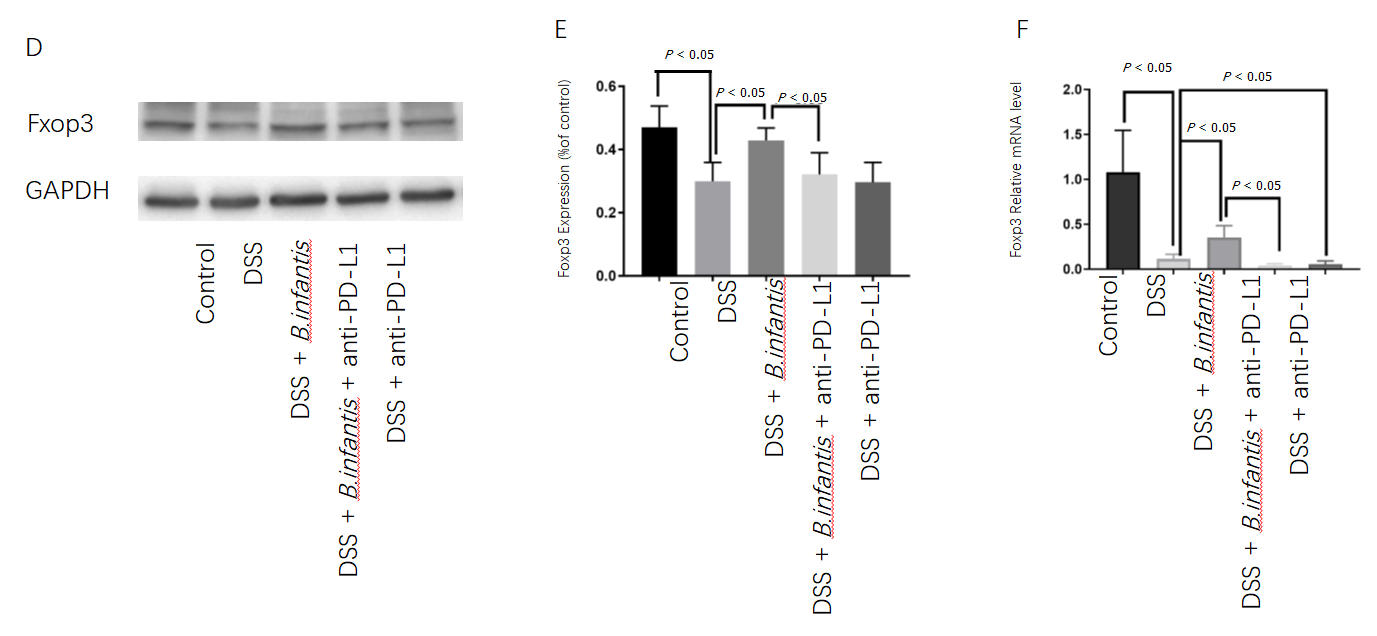 D
Fxop3
GAPDH
Control
DSS
DSS + B.infantis
DSS + B.infantis + anti-PD-L1
DSS + anti-PD-L1
E
P < 0.05
P < 0.05
P < 0.05
Foxp3 Expression (%of control)
0.6
0.4
0.2
0.0
Control
DSS
DSS + B.infantis
DSS + B.infantis + anti-PD-L1
DSS + anti-PD-L1
F
P < 0.05
P < 0.05
P < 0.05
P < 0.05
Foxp3 Relative mRNA level
2.0
1.5
1.0
0.5
0.0
Control
DSS
DSS + B.infantis
DSS + B.infantis + anti-PD-L1
DSS + anti-PD-L1